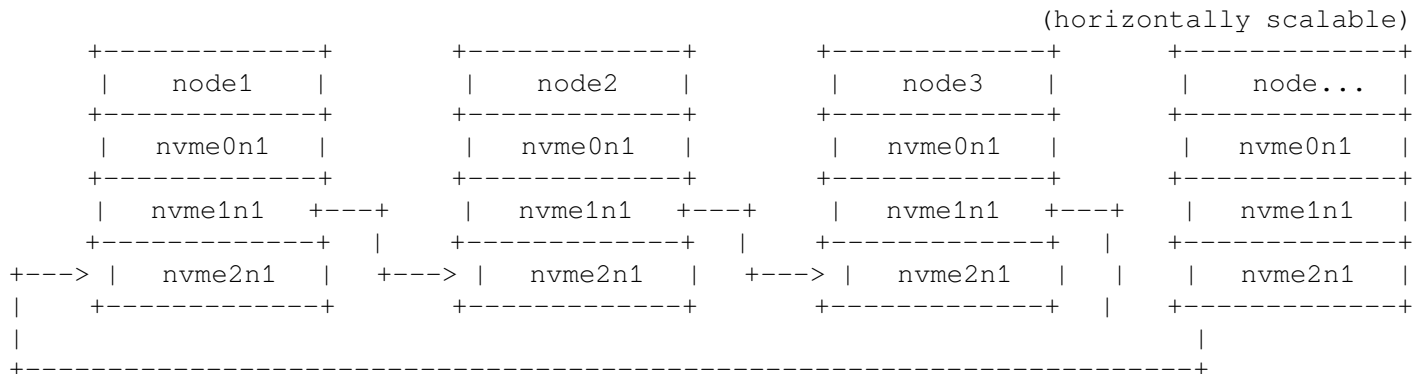 (horizontally scalable)
node1 node2 node3 node...
nvme0n1 nvme0n1 nvme0n1 nvme0n1
nvme1n1 nvme1n1 nvme1n1 nvme1n1
nvme2n1 nvme2n1 nvme2n1 nvme2n1